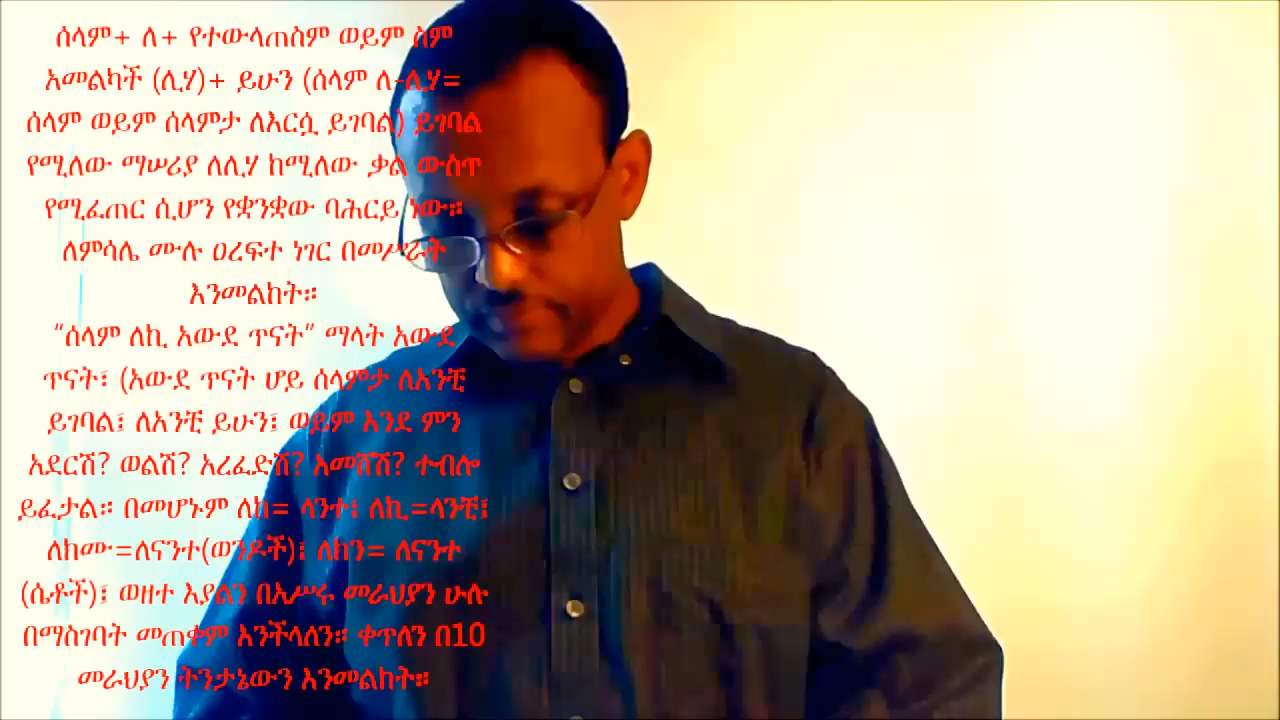 ሰላም+ ለ+ የተውላጠስም ወይም ስም
አመልካች (ሊሃ)+ ይሁን (ሰላም ለ-ሊሃ=
ሰላም ወይም ሰላምታ ለእርሷ ይገባል) ይገባል
የሚለው ማሠሪያ ለሊሃ ከሚለው ቃል ውስጥ
የሚፈጠር ሲሆን የቋንቋው ባሕርይ ነው።
ለምሳሌ ሙሉ ዐረፍተ ነገር በመሥራት
እንመልከት።
“ሰላም ለኪ አውደ ጥናት” ማላት አውደ
ጥናት፣ (አውደ ጥናት ሆይ ሰላምታ ለአንቺ
ይገባል፤ ለአንቺ ይሁን፤ ወይም እንደ ምን
አደርሽ? ወልሽ? አረፈድሽ? አመሸሽ? ተብሎ
ይፈታል። በመሆኑም ለከ= ላንተ፤ ለኪ=ላንቺ፤
ለክሙ=ለናንተ(ወንዶች)፤ ለክን= ለናንተ
(ሴቶች)፤ ወዘተ እያልን በአሥሩ መራህያን ሁሉ
በማስገባት መጠቀም እንችላለን። ቀጥለን በ10
መራህያን ትንታኔውን እንመልከት።